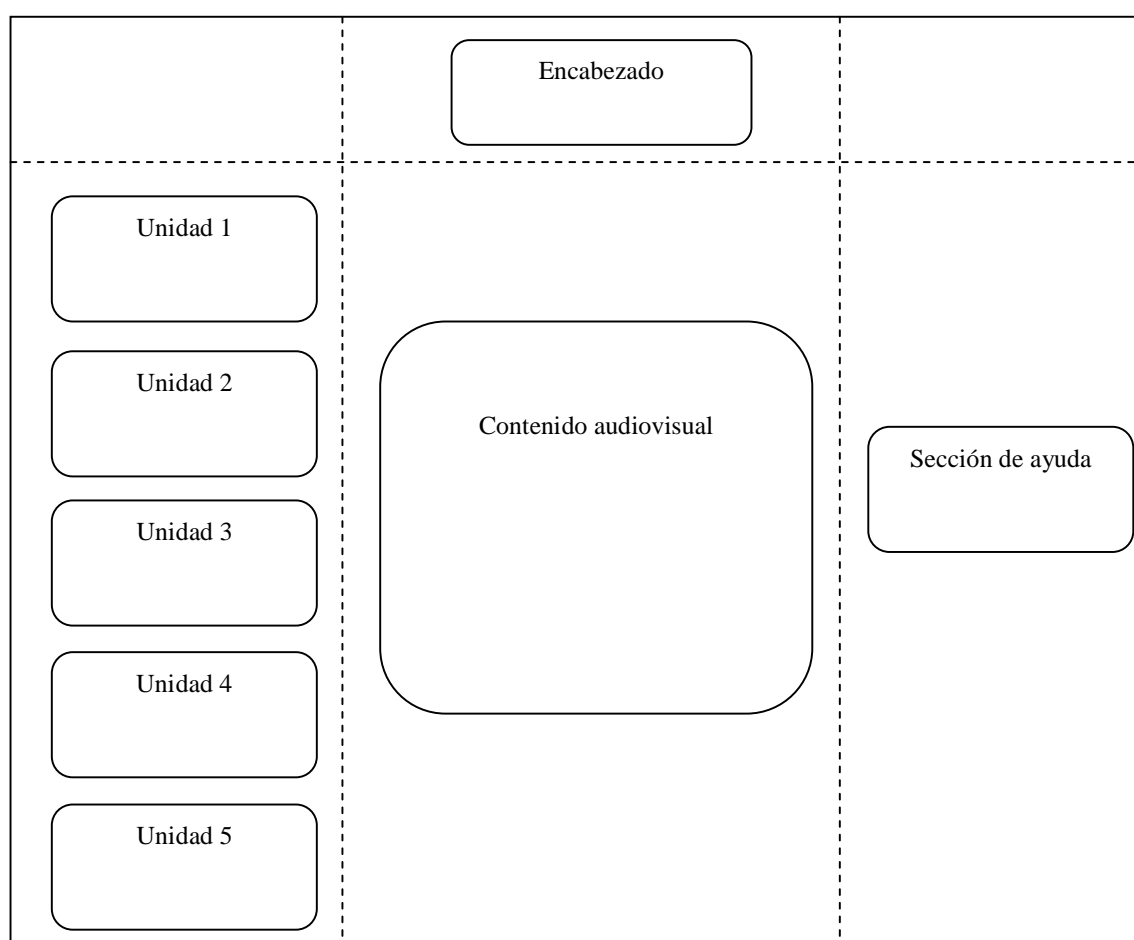 Encabezado
Unidad 1
Unidad 2
Unidad 3
Unidad 4
Unidad 5
Contenido audiovisual
Sección de ayuda